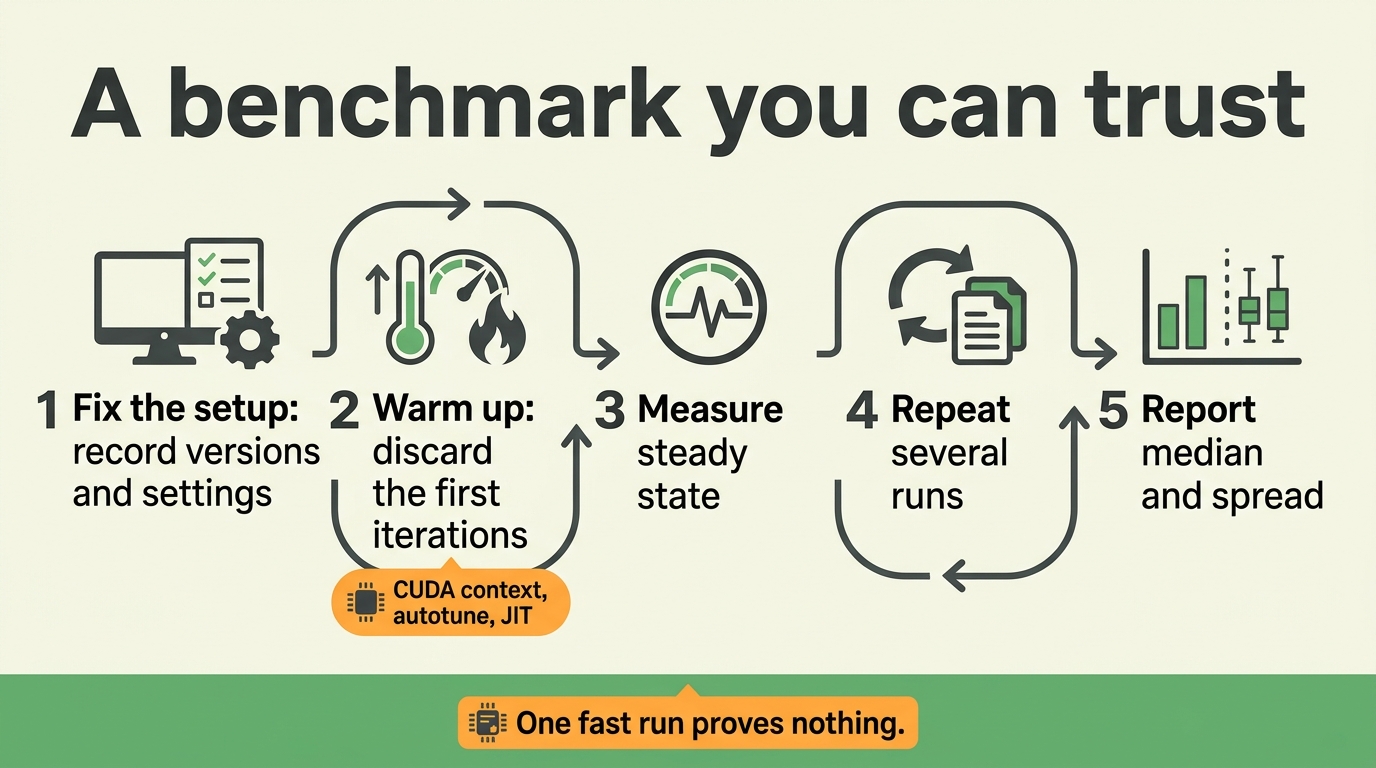 A benchmark you can trust
1 Fix the setup:
record versions
and settings
2 Warm up:
discard
the first
iterations
CUDA context,
autotune, JIT
3 Measure
steady
state
4 Repeat
several
runs
5 Report
median
and spread
One fast run proves nothing.